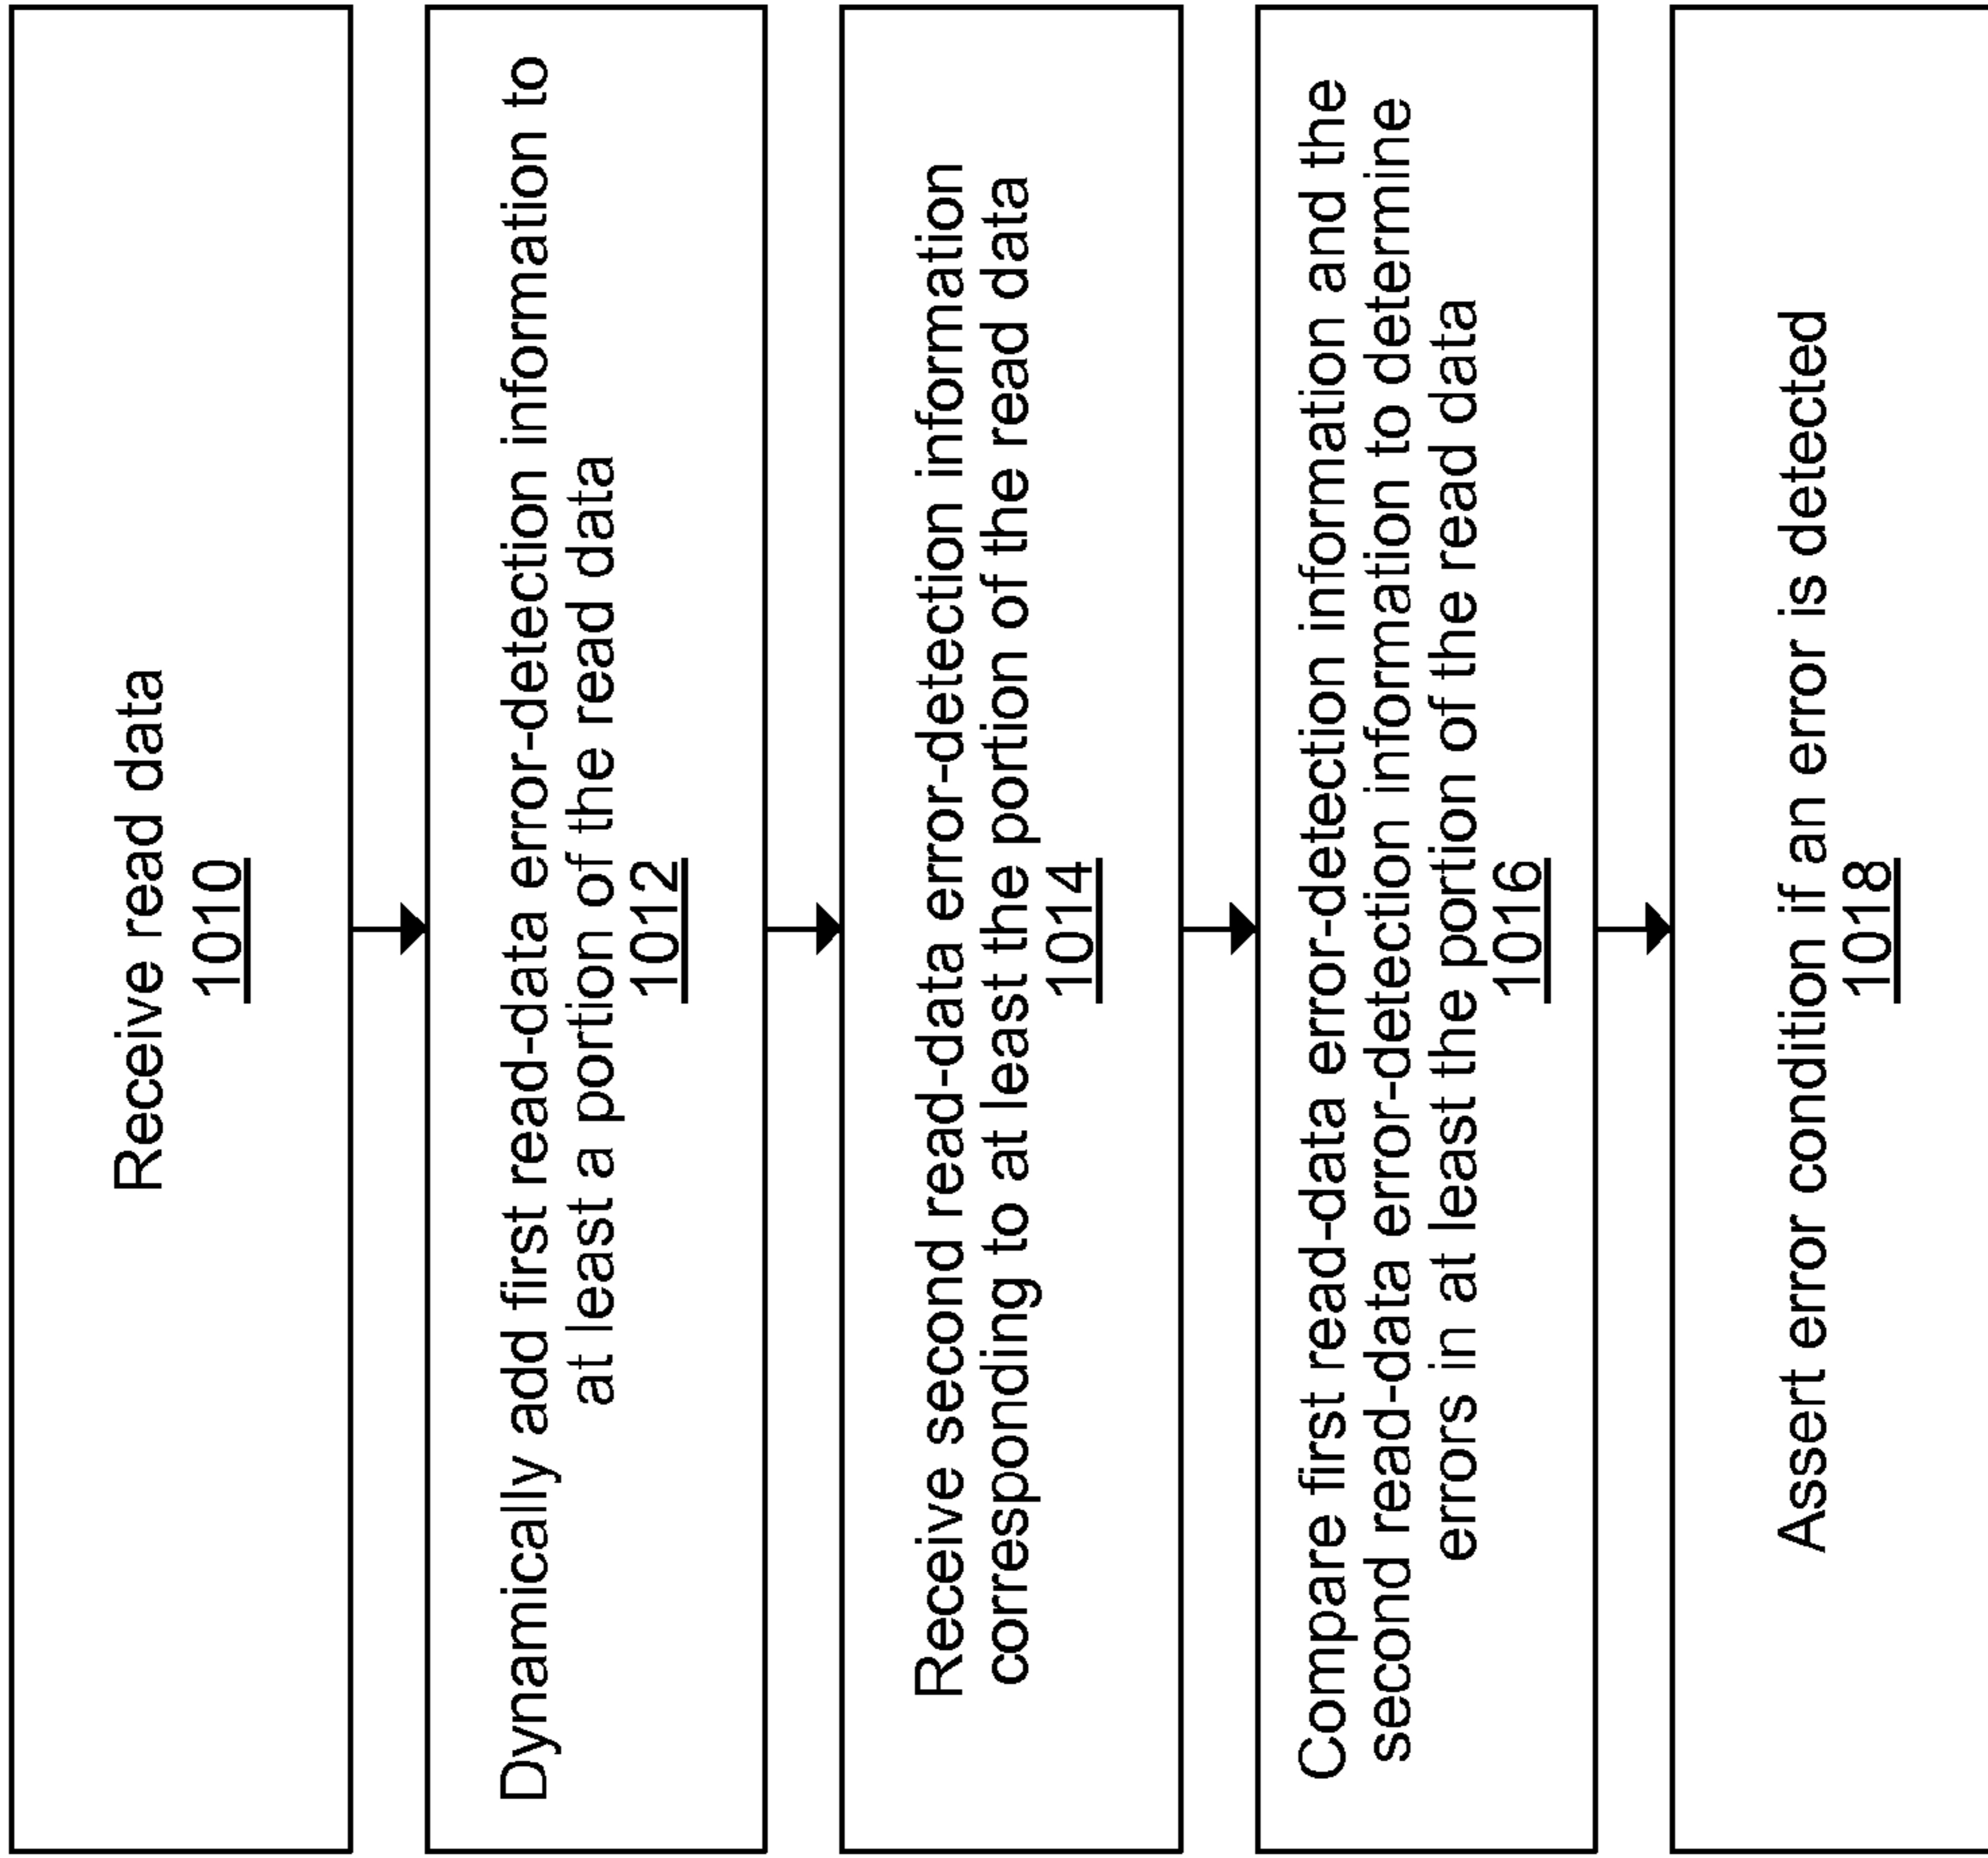 Receive read data
1010
Dynamically add first read-data error-detection information to
at least a portion of the read data
1012
Receive second read-data error-detection information
corresponding to at least the portion of the read data
1014
Compare first read-data error-detection information and the
second read-data error-detection information to determine
errors in at least the portion of the read data
1016
Assert error condition if an error is detected
1018